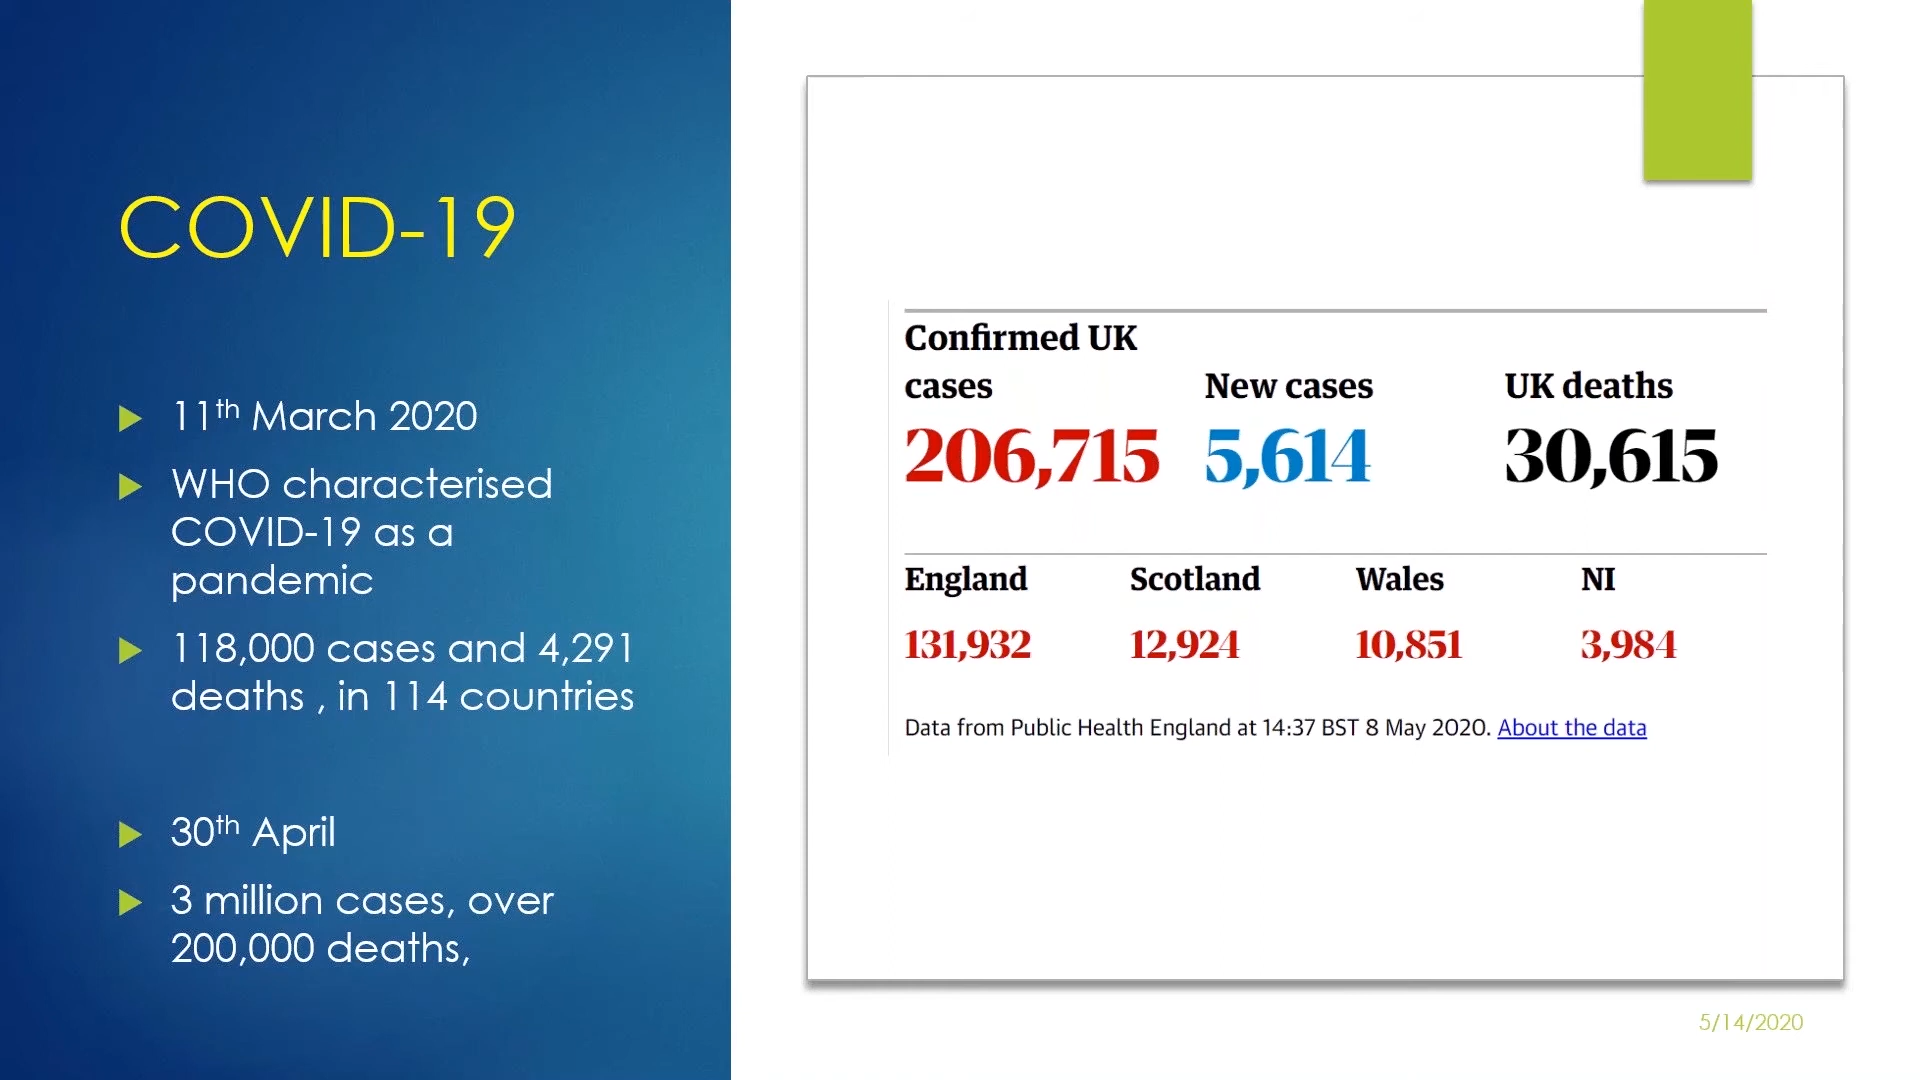 COVID-19
11th March 2020
WHO characterised
COVID-19 as a
pandemic
118,000 cases and 4,291
deaths , in 114 countries
30th April
3 million cases, over
200,000 deaths,
Confirmed UK
cases
206,715
New cases
5,614
UK deaths
30,615
England
131,932
Scotland
12,924
Wales
10,851
NI
3,984
Data from Public Health England at 14:37 BST 8 May 2020. About the data
5/14/2020